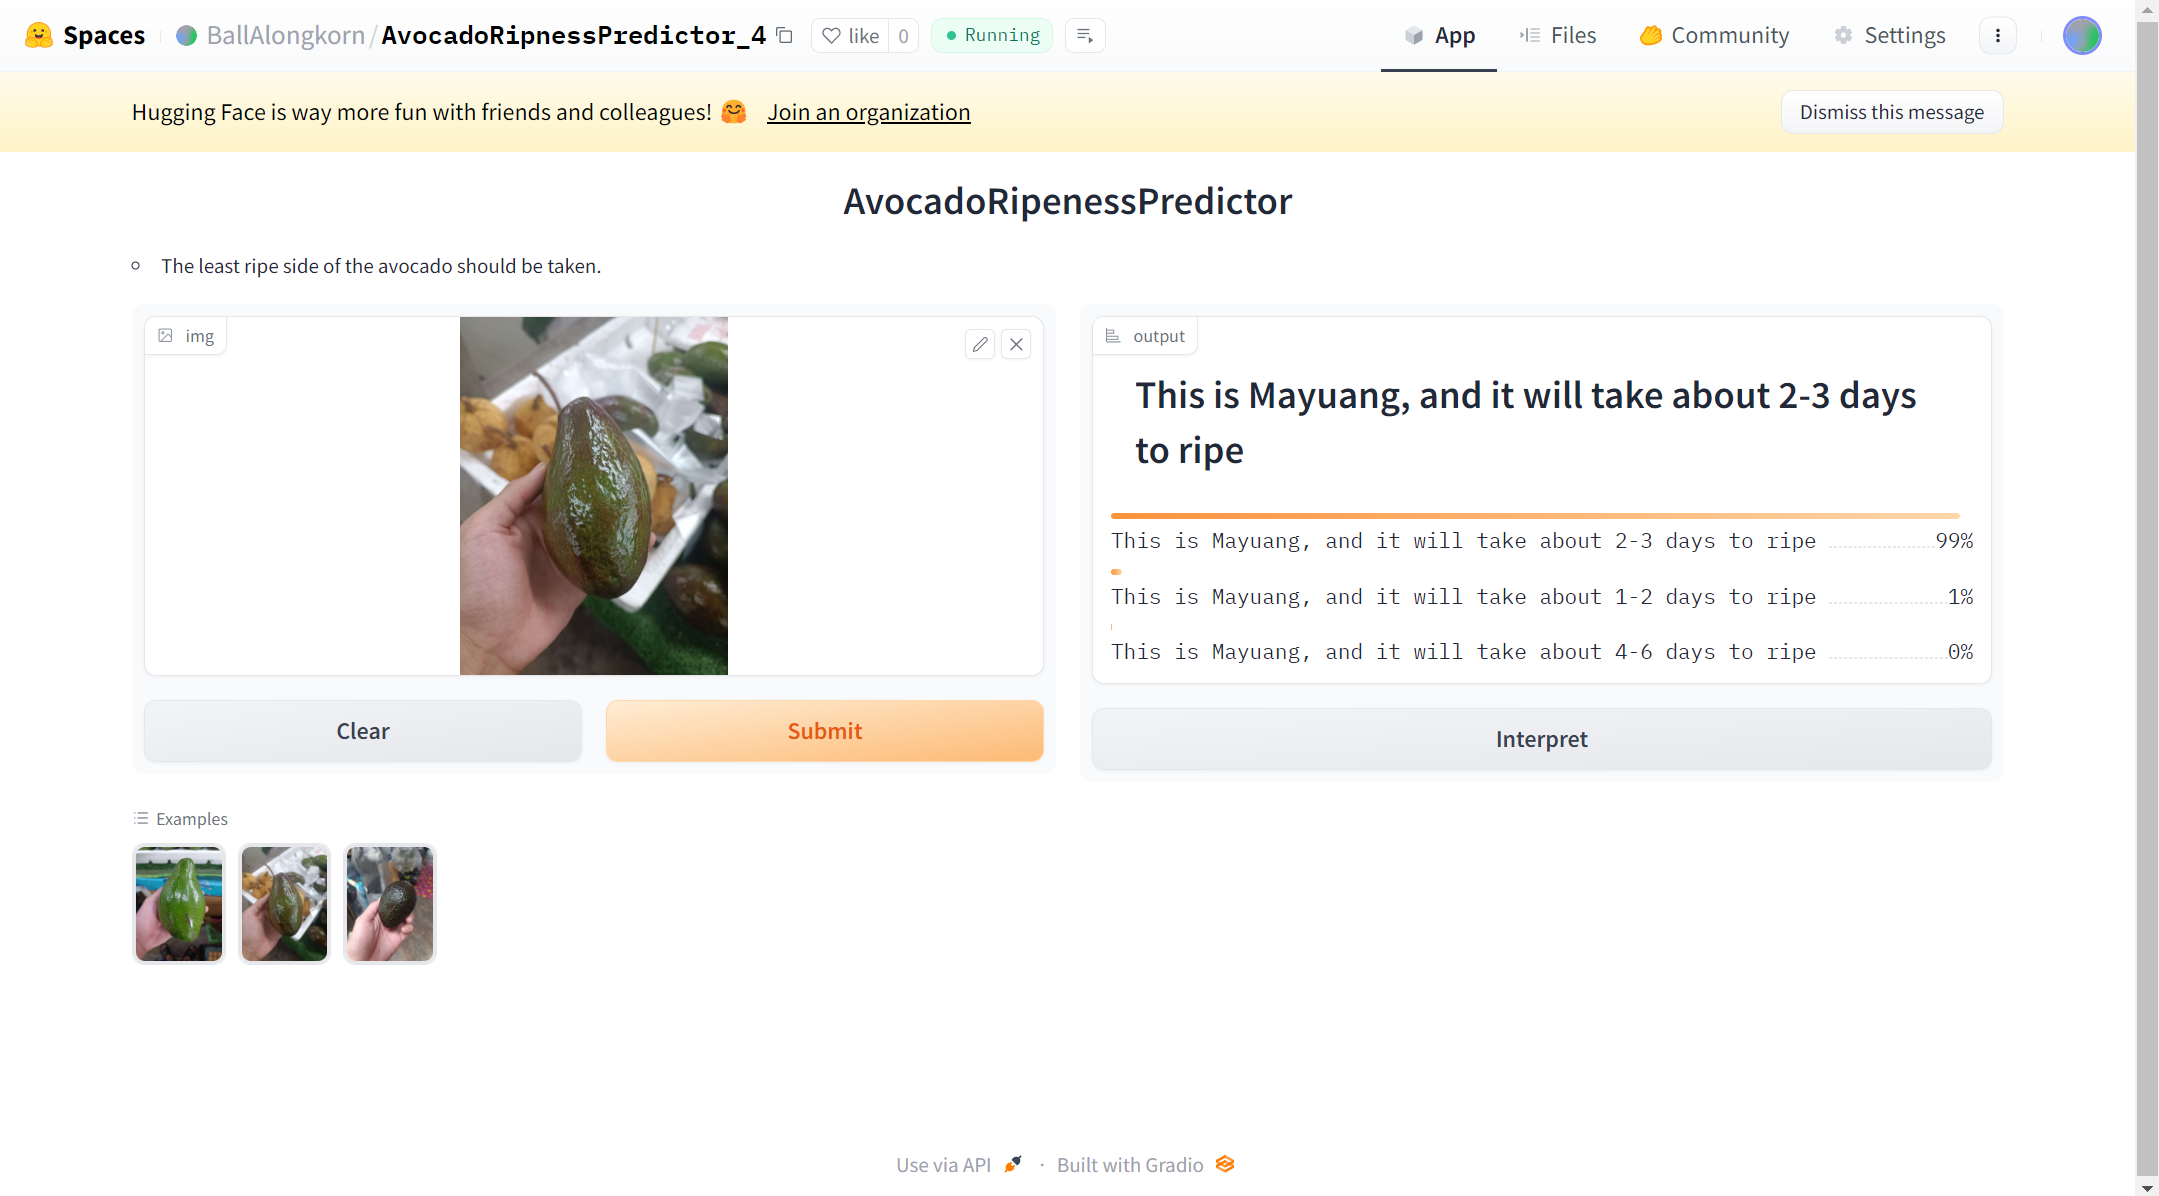 Spaces BallAlongkorn/AvocadoRipnessPredictor_4 like 0 Running App Files Community Settings
Hugging Face is way more fun with friends and colleagues! Join an organization Dismiss this message
AvocadoRipenessPredictor
The least ripe side of the avocado should be taken.
img
output
This is Mayuang, and it will take about 2-3 days
to ripe
This is Mayuang, and it will take about 2-3 days to ripe 99%
This is Mayuang, and it will take about 1-2 days to ripe 1%
This is Mayuang, and it will take about 4-6 days to ripe 0%
Clear Submit
Interpret
Examples
Use via API · Built with Gradio